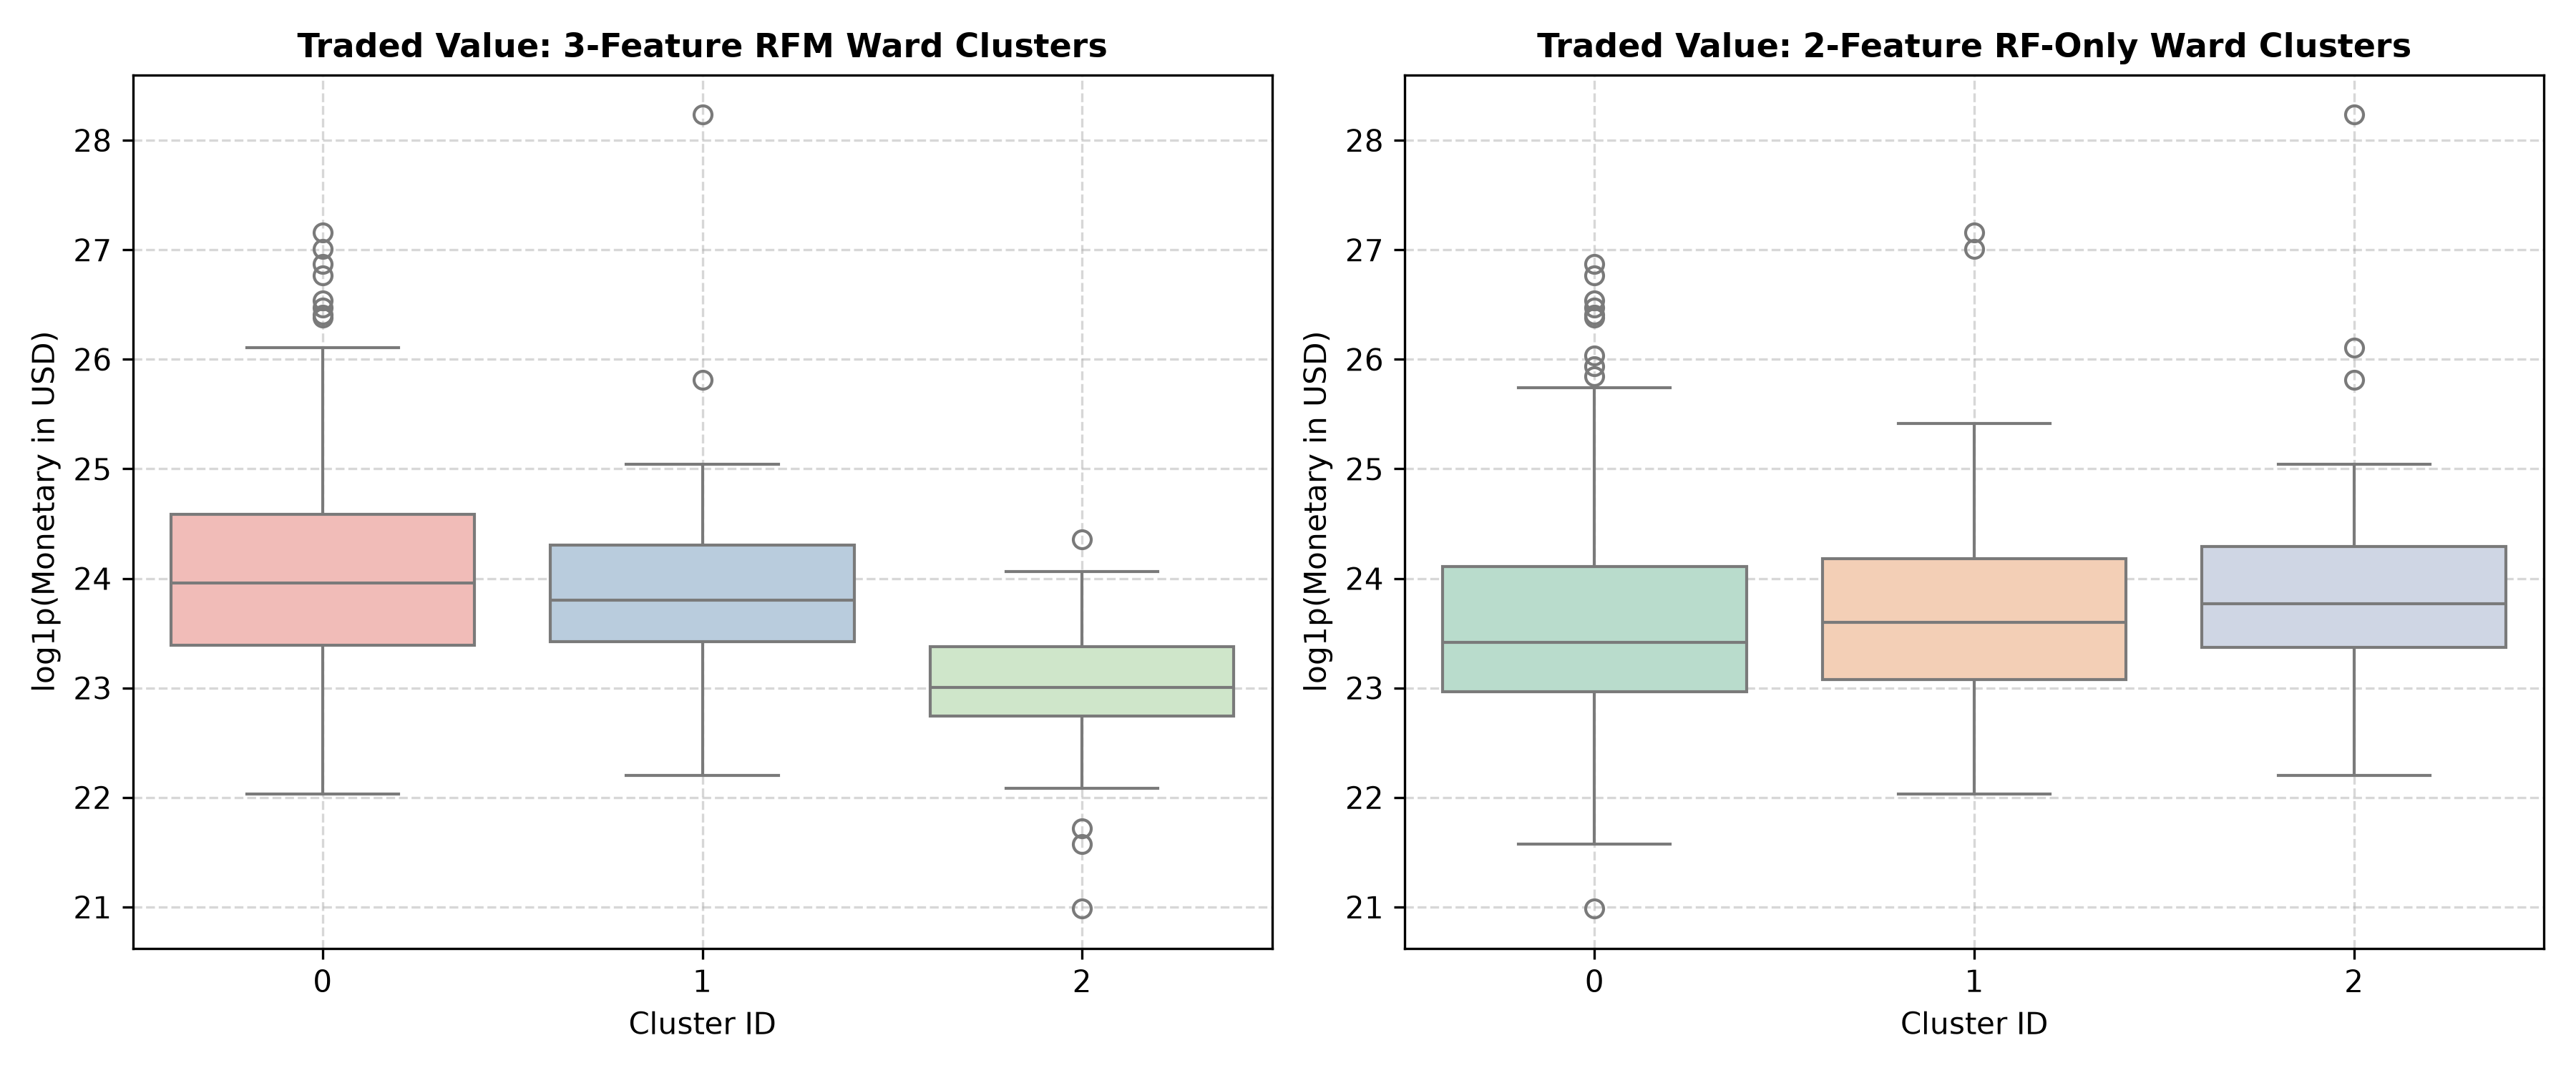 Traded Value: 3-Feature RFM Ward Clusters
log1p(Monetary in USD)
28
27
26
25
24
23
22
21
0 1 2
Cluster ID
Traded Value: 2-Feature RF-Only Ward Clusters
log1p(Monetary in USD)
28
27
26
25
24
23
22
21
0 1 2
Cluster ID